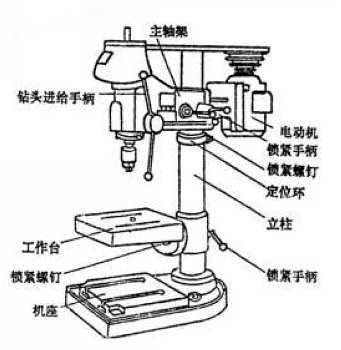 主轴架
钻头进给手柄
电动机
锁紧手柄
锁紧螺钉
定位环
立柱
工作台
锁紧螺钉
锁紧手柄
机座